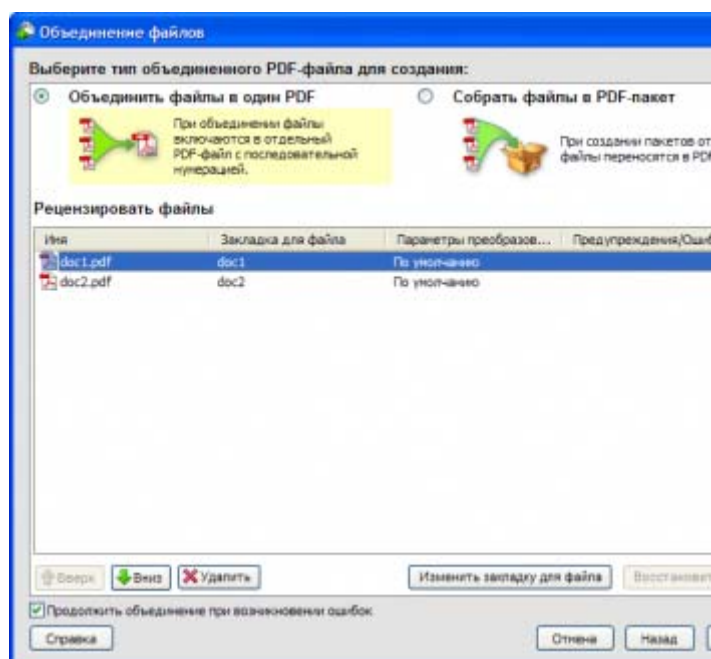 Объединение файлов
Выберите тип объединенного PDF-файла для создания:
Объединить файлы в один PDF
При объединении файлы
включаются в отдельный
PDF-файл с последовательной
нумерацией.
Собрать файлы в PDF-пакет
При создании пакетов от
файлы переносятся в PDF
Рецензировать файлы
Имя Закладка для файла Параметры преобразов... Предупреждения/Ошиб
doc1.pdf doc1 По умолчанию
doc2.pdf doc2 По умолчанию
Вверх Вниз Удалить Изменить закладку для файла Восстановит
Продолжить объединение при возникновении ошибок
Справка Отмена Назад